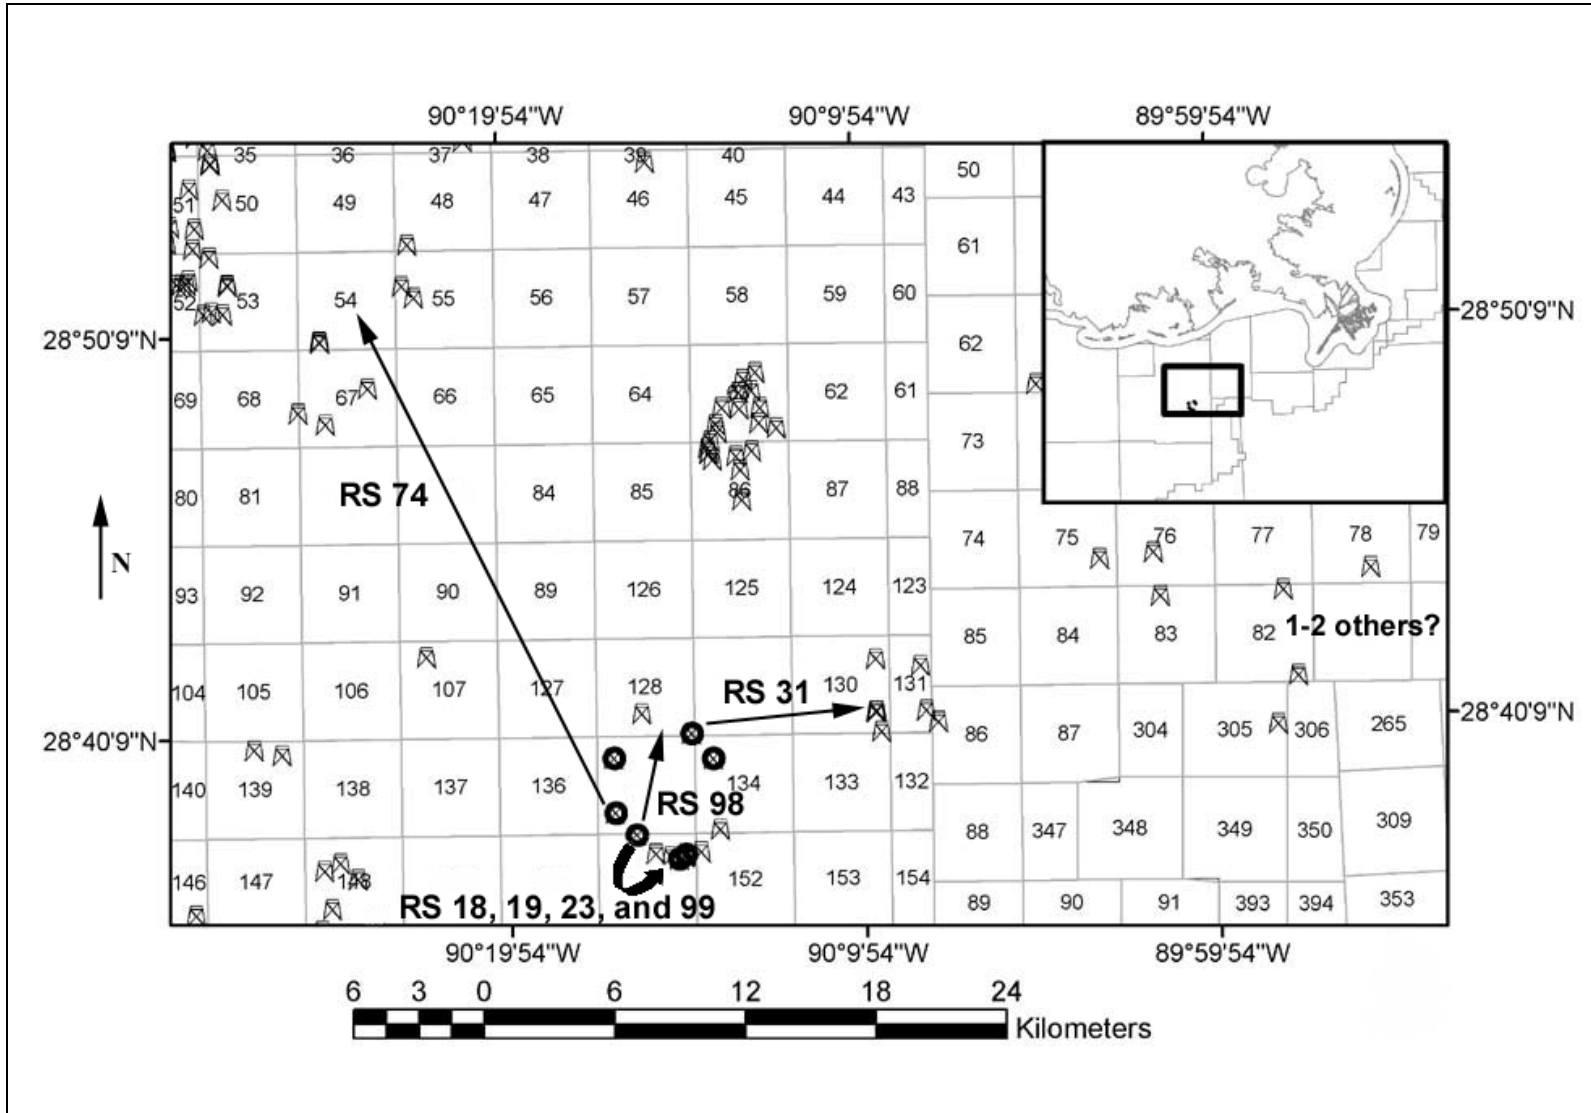 90°19'54"W 90°9'54"W 89°59'54"W
35 36 37 38 39 40
50
51 50 49 48 47 46 45 44 43
61
52 53 54 55 56 57 58 59 60
28°50'9"N 28°50'9"N
62
69 68 67 66 65 64 62 61
73
80 81 RS 74 84 85 86 87 88
74 75 76 77 78 79
N
93 92 91 90 89 126 125 124 123
85 84 83 82 1-2 others?
104 105 106 107 127 128 RS 31 130 131
28°40'9"N 28°40'9"N
86 87 304 305 306 265
140 139 138 137 136 RS 98 134 133 132
88 347 348 349 350 309
146 147 152 153 154
89 90 91 393 394 353
RS 18, 19, 23, and 99
90°19'54"W 90°9'54"W 89°59'54"W
6 3 0 6 12 18 24
Kilometers